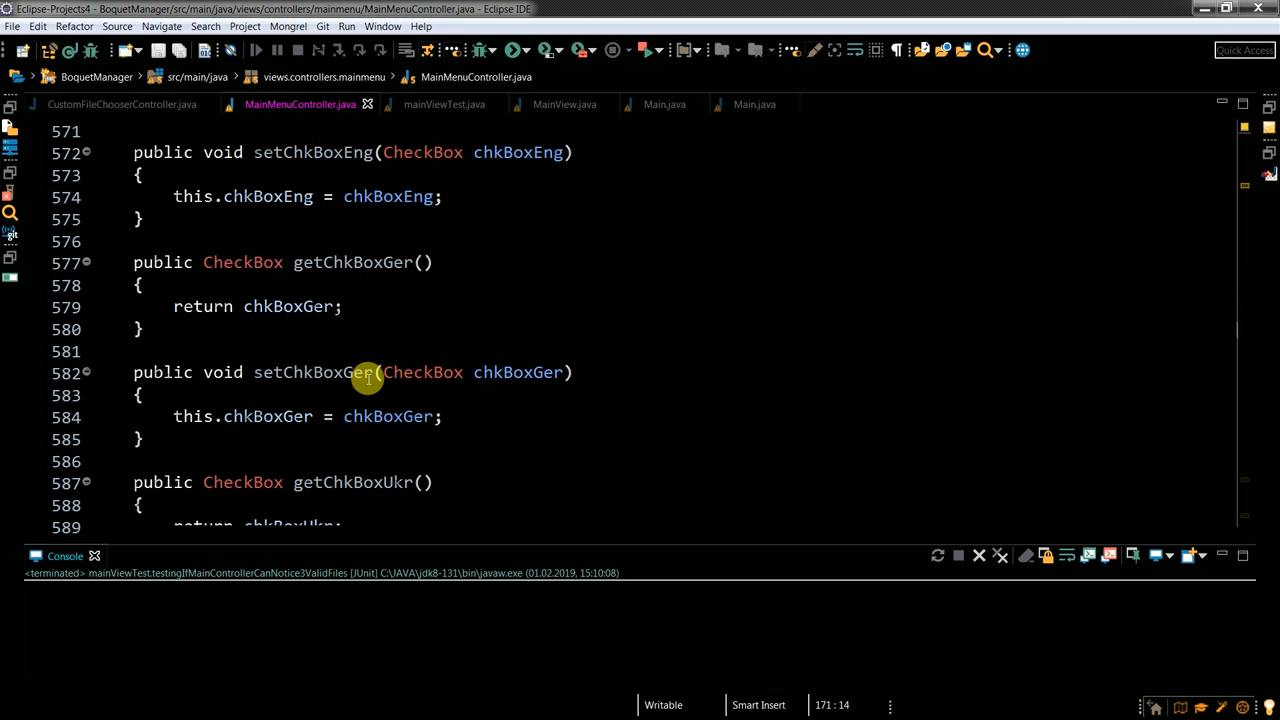 Eclipse-Projects4 - BoquetManager/src/main/java/views/controllers/mainmenu/MainMenuController.java - Eclipse IDE
File Edit Refactor Source Navigate Search Project Mongrel Git Run Window Help
Quick Access
BoquetManager src/main/java views.controllers.mainmenu MainMenuController.java
CustomFileChooserController.java MainMenuController.java mainViewTest.java MainView.java Main.java Main.java
571
572 public void setChkBoxEng(CheckBox chkBoxEng)
573 {
574 this.chkBoxEng = chkBoxEng;
575 }
576
577 public CheckBox getChkBoxGer()
578 {
579 return chkBoxGer;
580 }
581
582 public void setChkBoxGer(CheckBox chkBoxGer)
583 {
584 this.chkBoxGer = chkBoxGer;
585 }
586
587 public CheckBox getChkBoxUkr()
588 {
589 return chkBoxUkr;
git
Console
<terminated> mainViewTest.testingIfMainControllerCanNotice3ValidFiles [JUnit] C:\JAVA\jdk8-131\bin\javaw.exe (01.02.2019, 15:10:08)
Writable Smart Insert 171 : 14